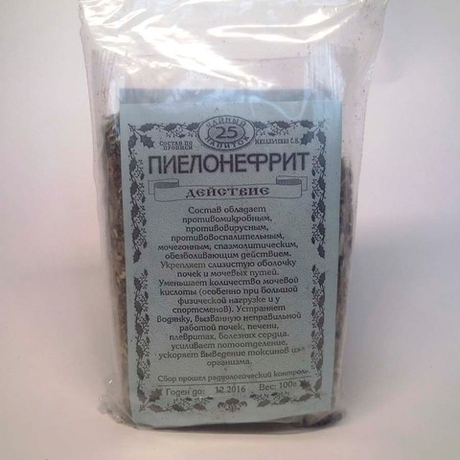 ЧАЙНЫЙ
25
НАПИТОК
СОСТАВ ПО
ПРОПИСИ
ПИЕЛОНЕФРИТ
ДЕЙСТВИЕ
Состав обладает
противомикробным,
противовирусным,
противовоспалительным,
мочегонным, спазмолитическим,
обезболивающим действием.
Укрепляет слизистую оболочку
почек и мочевых путей.
Уменьшает количество мочевой
кислоты (особенно при большой
физической нагрузке и у
спортсменов). Устраняет
водянку, вызванную неправильной
работой почек, печени,
плевритах, болезнях сердца.
усиливает потоотделение,
ускоряет выведение токсинов из
организма.
Сбор прошел радиологический контроль
Годен до: 12.2016 Вес: 100г